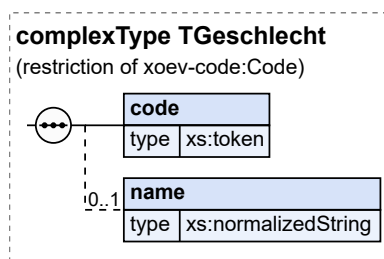 complexType TGeschlecht
(restriction of xoev-code:Code)
code
type xs:token
0..1 name
type xs:normalizedString